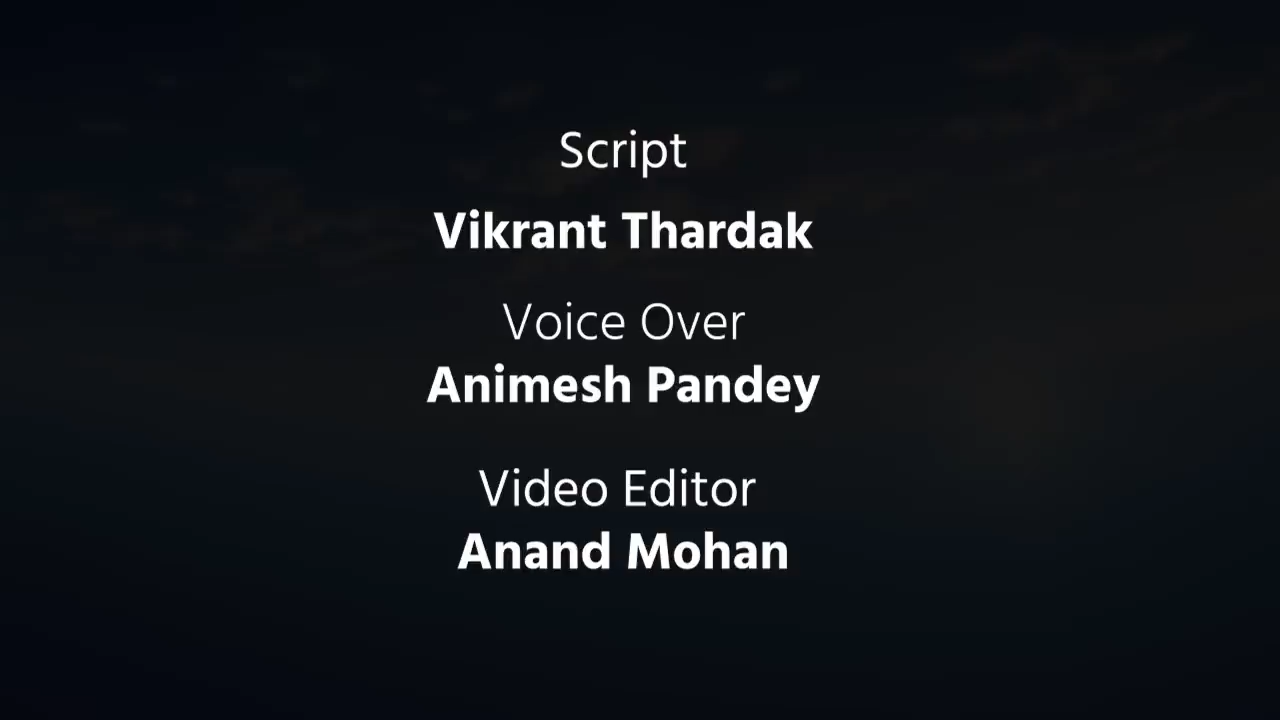 Script
Vikrant Thardak
Voice Over
Animesh Pandey
Video Editor
Anand Mohan